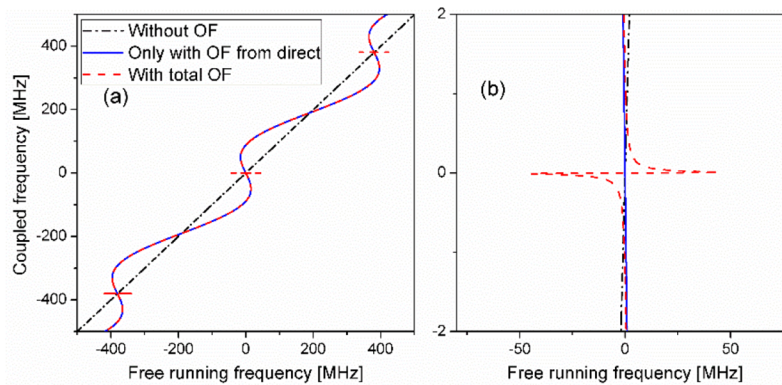 Without OF
Only with OF from direct
With total OF
(a)
400
200
0
-200
-400
Coupled frequency [MHz]
-400 -200 0 200 400
Free running frequency [MHz]
(b)
2
0
-2
-50 0 50
Free running frequency [MHz]